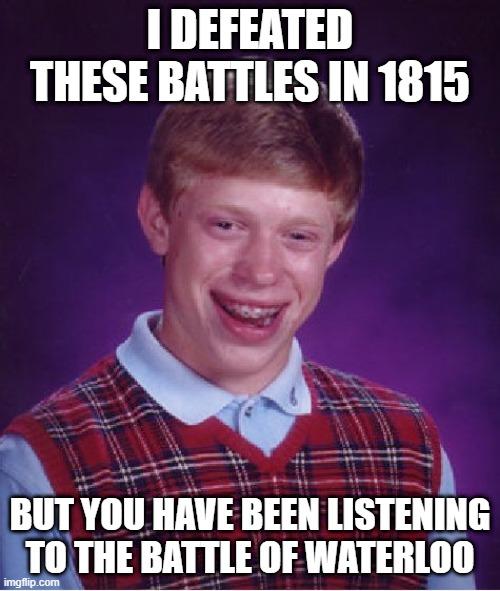 I DEFEATED
THESE BATTLES IN 1815
BUT YOU HAVE BEEN LISTENING
TO THE BATTLE OF WATERLOO
imgflip.com